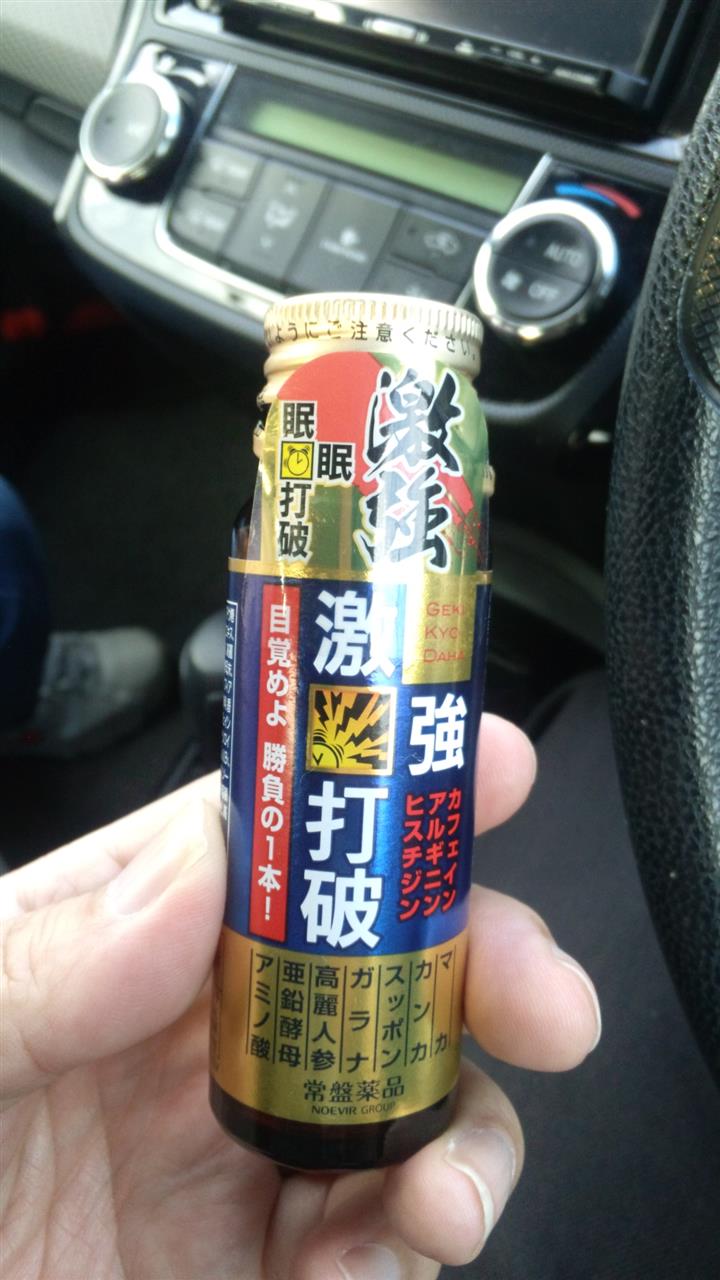 AUTO
OFF
ようにご注意ください。
激強
眠眠打破
GEKI
KYO
DAHA
激強打破
目覚めよ 勝負の1本!
カフェイン
アルギニン
ヒスチジン
マカ
カンカ
スッポン
ガラナ
高麗人参
亜鉛酵母
アミノ酸
常盤薬品
NOEVIR GROUP